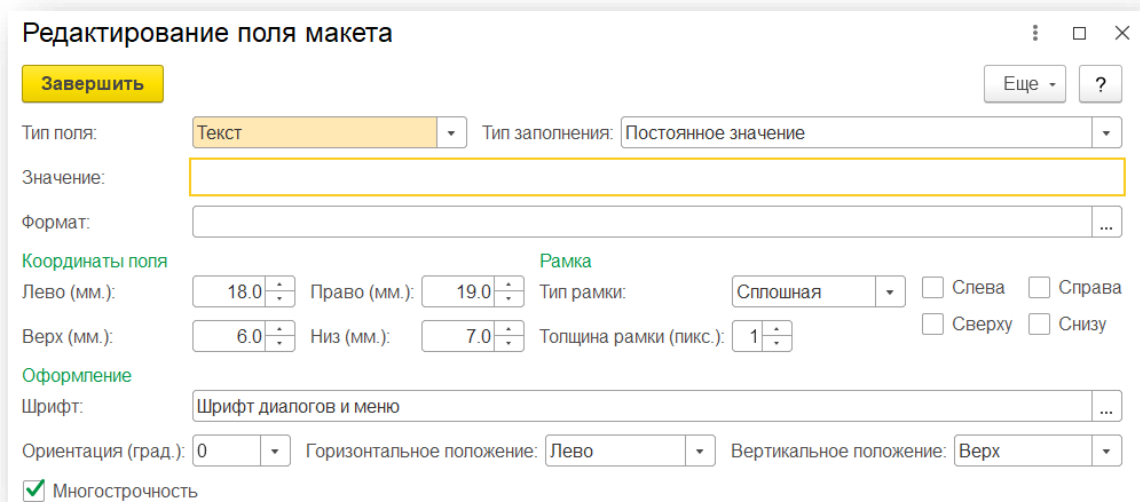 Редактирование поля макета
Завершить Еще ?
Тип поля: Текст Тип заполнения: Постоянное значение
Значение:
Формат: ...
Координаты поля Рамка
Лево (мм.): 18.0 Право (мм.): 19.0 Тип рамки: Сплошная Слева Справа
Верх (мм.): 6.0 Низ (мм.): 7.0 Толщина рамки (пикс.): 1 Сверху Снизу
Оформление
Шрифт: Шрифт диалогов и меню ...
Ориентация (град.): 0 Горизонтальное положение: Лево Вертикальное положение: Верх
Многострочность